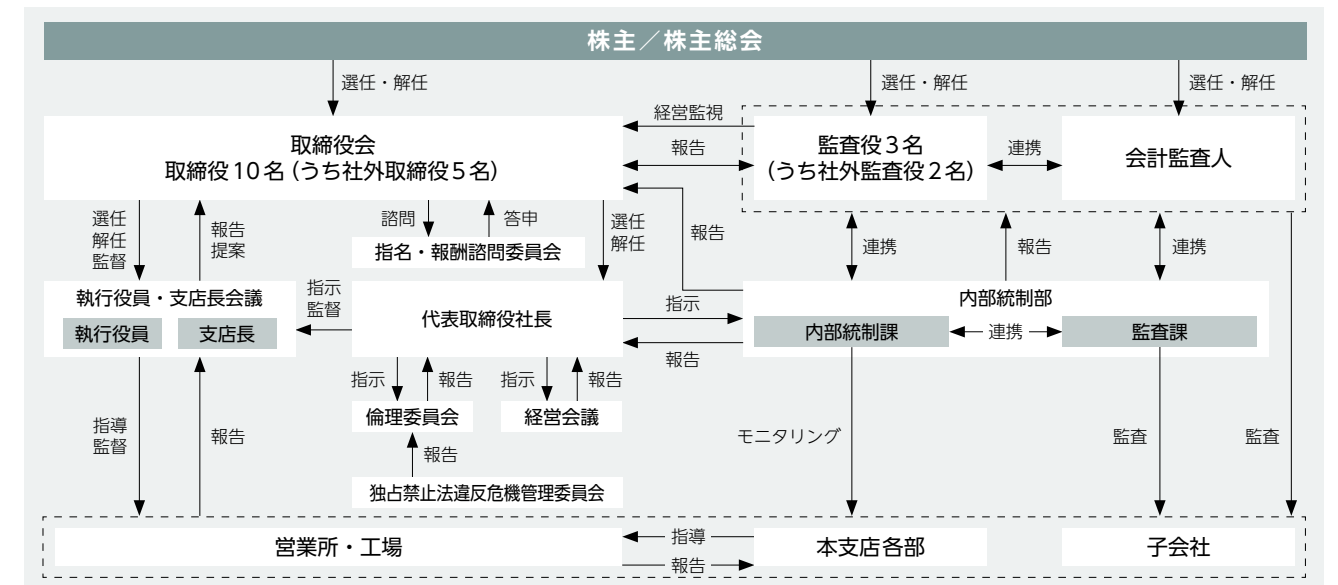 株主／株主総会
選任・解任
選任・解任
選任・解任
取締役会
取締役10名（うち社外取締役5名）
経営監視
報告
監査役3名
（うち社外監査役2名）
連携
会計監査人
選任
解任
監督
報告
提案
諮問
答申
指名・報酬諮問委員会
選任
解任
報告
連携
報告
連携
執行役員・支店長会議
執行役員
支店長
指示
監督
代表取締役社長
指示
報告
内部統制部
内部統制課
連携
監査課
指示
報告
指示
報告
倫理委員会
経営会議
報告
独占禁止法違反危機管理委員会
指導
監督
報告
モニタリング
監査
監査
営業所・工場
指導
報告
本支店各部
子会社